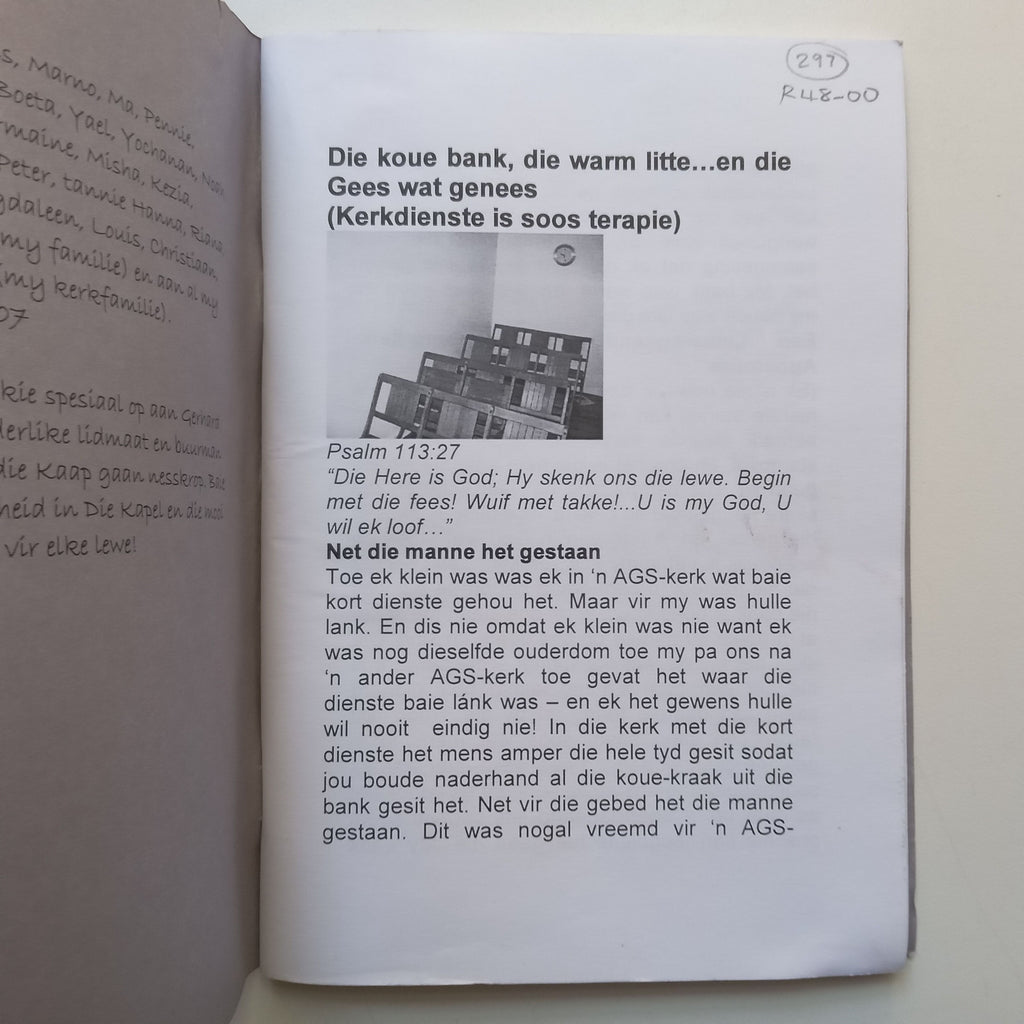 s, Marno, Ma, Pennie,
Boeta, Yael, Yochanan, Noan
rmaine, Misha, Kezia,
Peter, tannie Hanna, Riana
gdaleen, Louis, Christiaan,
my familie) en aan al my
(my kerkfamilie).
07
kie spesiaal op aan Gerhard
derlike lidmaat en buurman
die Kaap gaan nesskrop. Baie
heid in Die Kapel en die mooi
vir elke lewe!
297
R48-00
Die koue bank, die warm litte...en die
Gees wat genees
(Kerkdienste is soos terapie)
Psalm 113:27
“Die Here is God; Hy skenk ons die lewe. Begin
met die fees! Wuif met takke!...U is my God, U
wil ek loof…”
Net die manne het gestaan
Toe ek klein was was ek in ‘n AGS-kerk wat baie
kort dienste gehou het. Maar vir my was hulle
lank. En dis nie omdat ek klein was nie want ek
was nog dieselfde ouderdom toe my pa ons na
‘n ander AGS-kerk toe gevat het waar die
dienste baie lánk was – en ek het gewens hulle
wil nooit eindig nie! In die kerk met die kort
dienste het mens amper die hele tyd gesit sodat
jou boude naderhand al die koue-kraak uit die
bank gesit het. Net vir die gebed het die manne
gestaan. Dit was nogal vreemd vir ‘n AGS-